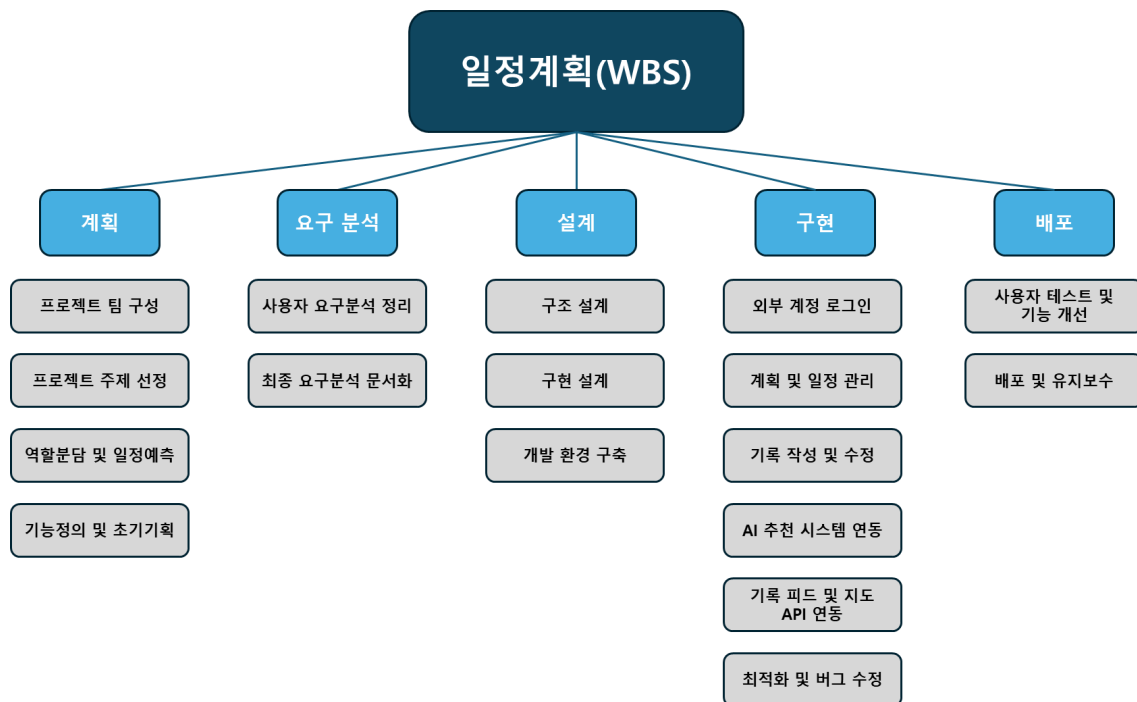 일정계획(WBS)
계획
요구 분석
설계
구현
배포
프로젝트 팀 구성
사용자 요구분석 정리
구조 설계
외부 계정 로그인
사용자 테스트 및
기능 개선
프로젝트 주제 선정
최종 요구분석 문서화
구현 설계
계획 및 일정 관리
배포 및 유지보수
역할분담 및 일정예측
개발 환경 구축
기록 작성 및 수정
기능정의 및 초기기획
AI 추천 시스템 연동
기록 피드 및 지도
API 연동
최적화 및 버그 수정